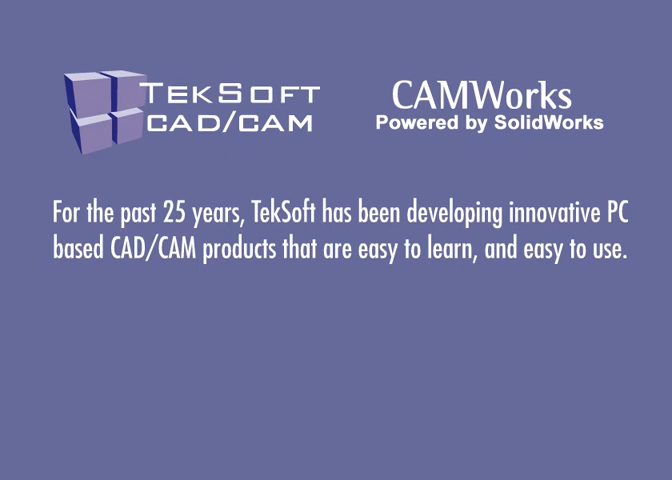 TEKSOFT
CAD/CAM
CAMWorks
Powered by SolidWorks
For the past 25 years, TekSoft has been developing innovative PC
based CAD/CAM products that are easy to learn, and easy to use.